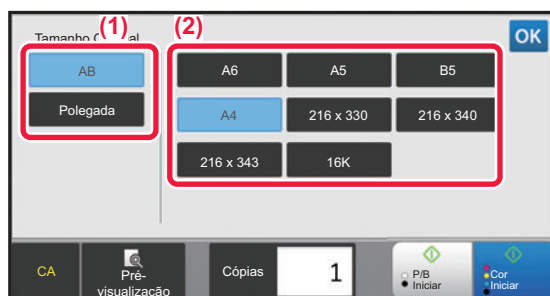 (1) (2)
Tamanho Original
OK
AB
A6 A5 B5
Polegada
A4 216 x 330 216 x 340
216 x 343 16K
CA
Pré-
visualização
Cópias
1
P/B
Iniciar
Cor
Iniciar